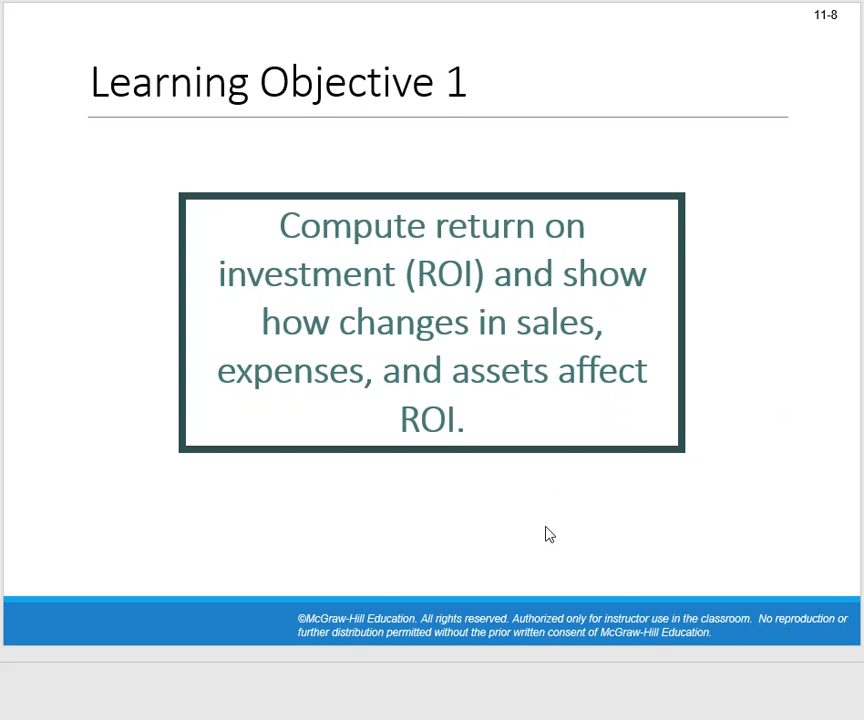 11-8
Learning Objective 1
Compute return on
investment (ROI) and show
how changes in sales,
expenses, and assets affect
ROI.
©McGraw-Hill Education. All rights reserved. Authorized only for instructor use in the classroom.  No reproduction or
further distribution permitted without the prior written consent of McGraw-Hill Education.